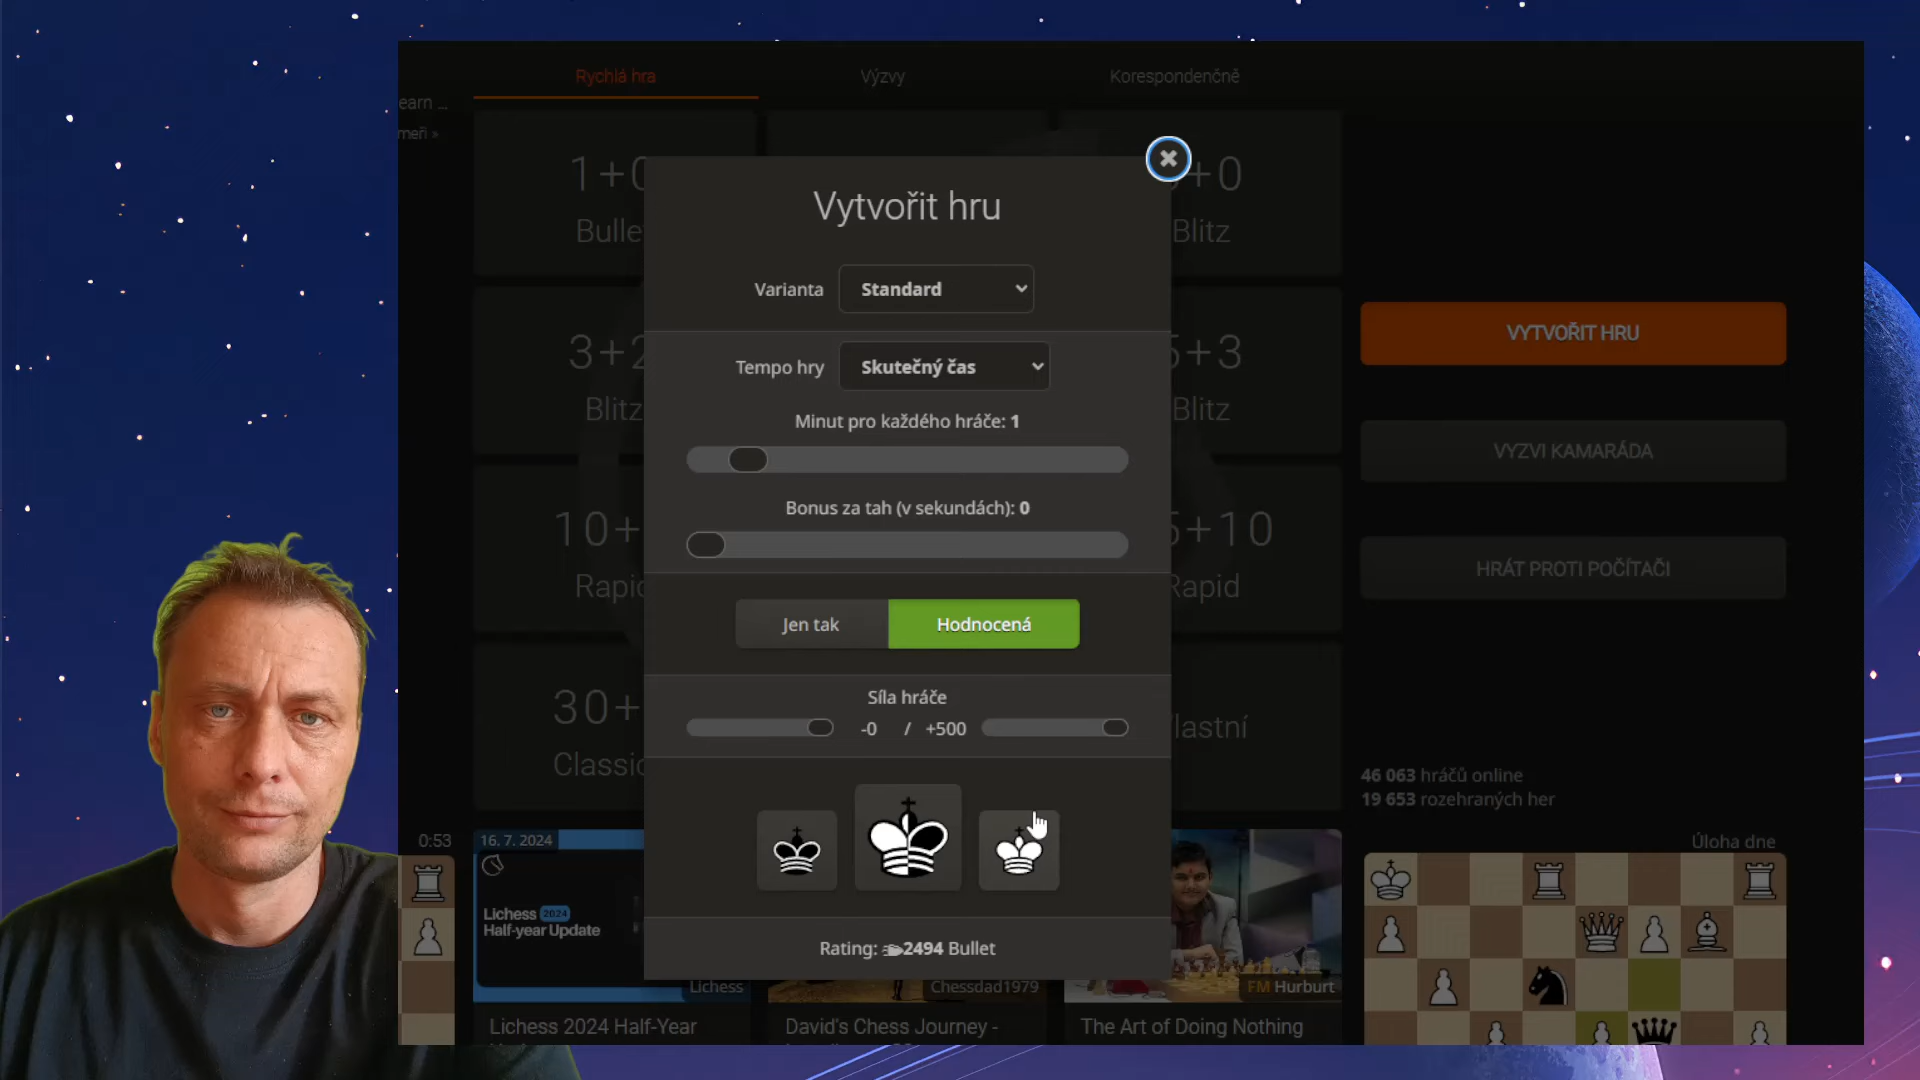 Rychlá hra
Výzvy
Korespondenčně
earn ...
meři »
1+0
Bulle
+0
Blitz
Vytvořit hru
Varianta Standard
Tempo hry Skutečný čas
Minut pro každého hráče: 1
Bonus za tah (v sekundách): 0
Jen tak
Hodnocená
Síla hráče
-0 / +500
Rating: 2494 Bullet
3+2
Blitz
5+3
Blitz
10+
Rapid
5+10
Rapid
30+
Classic
lastní
VYTVOŘIT HRU
VYZVI KAMARÁDA
HRÁT PROTI POČÍTAČI
46 063 hráčů online
19 653 rozehraných her
0:53
16. 7. 2024
Lichess 2024
Half-year Update
Lichess
Chessdad1979
FM Hurburt
Úloha dne
Lichess 2024 Half-Year
David's Chess Journey -
The Art of Doing Nothing